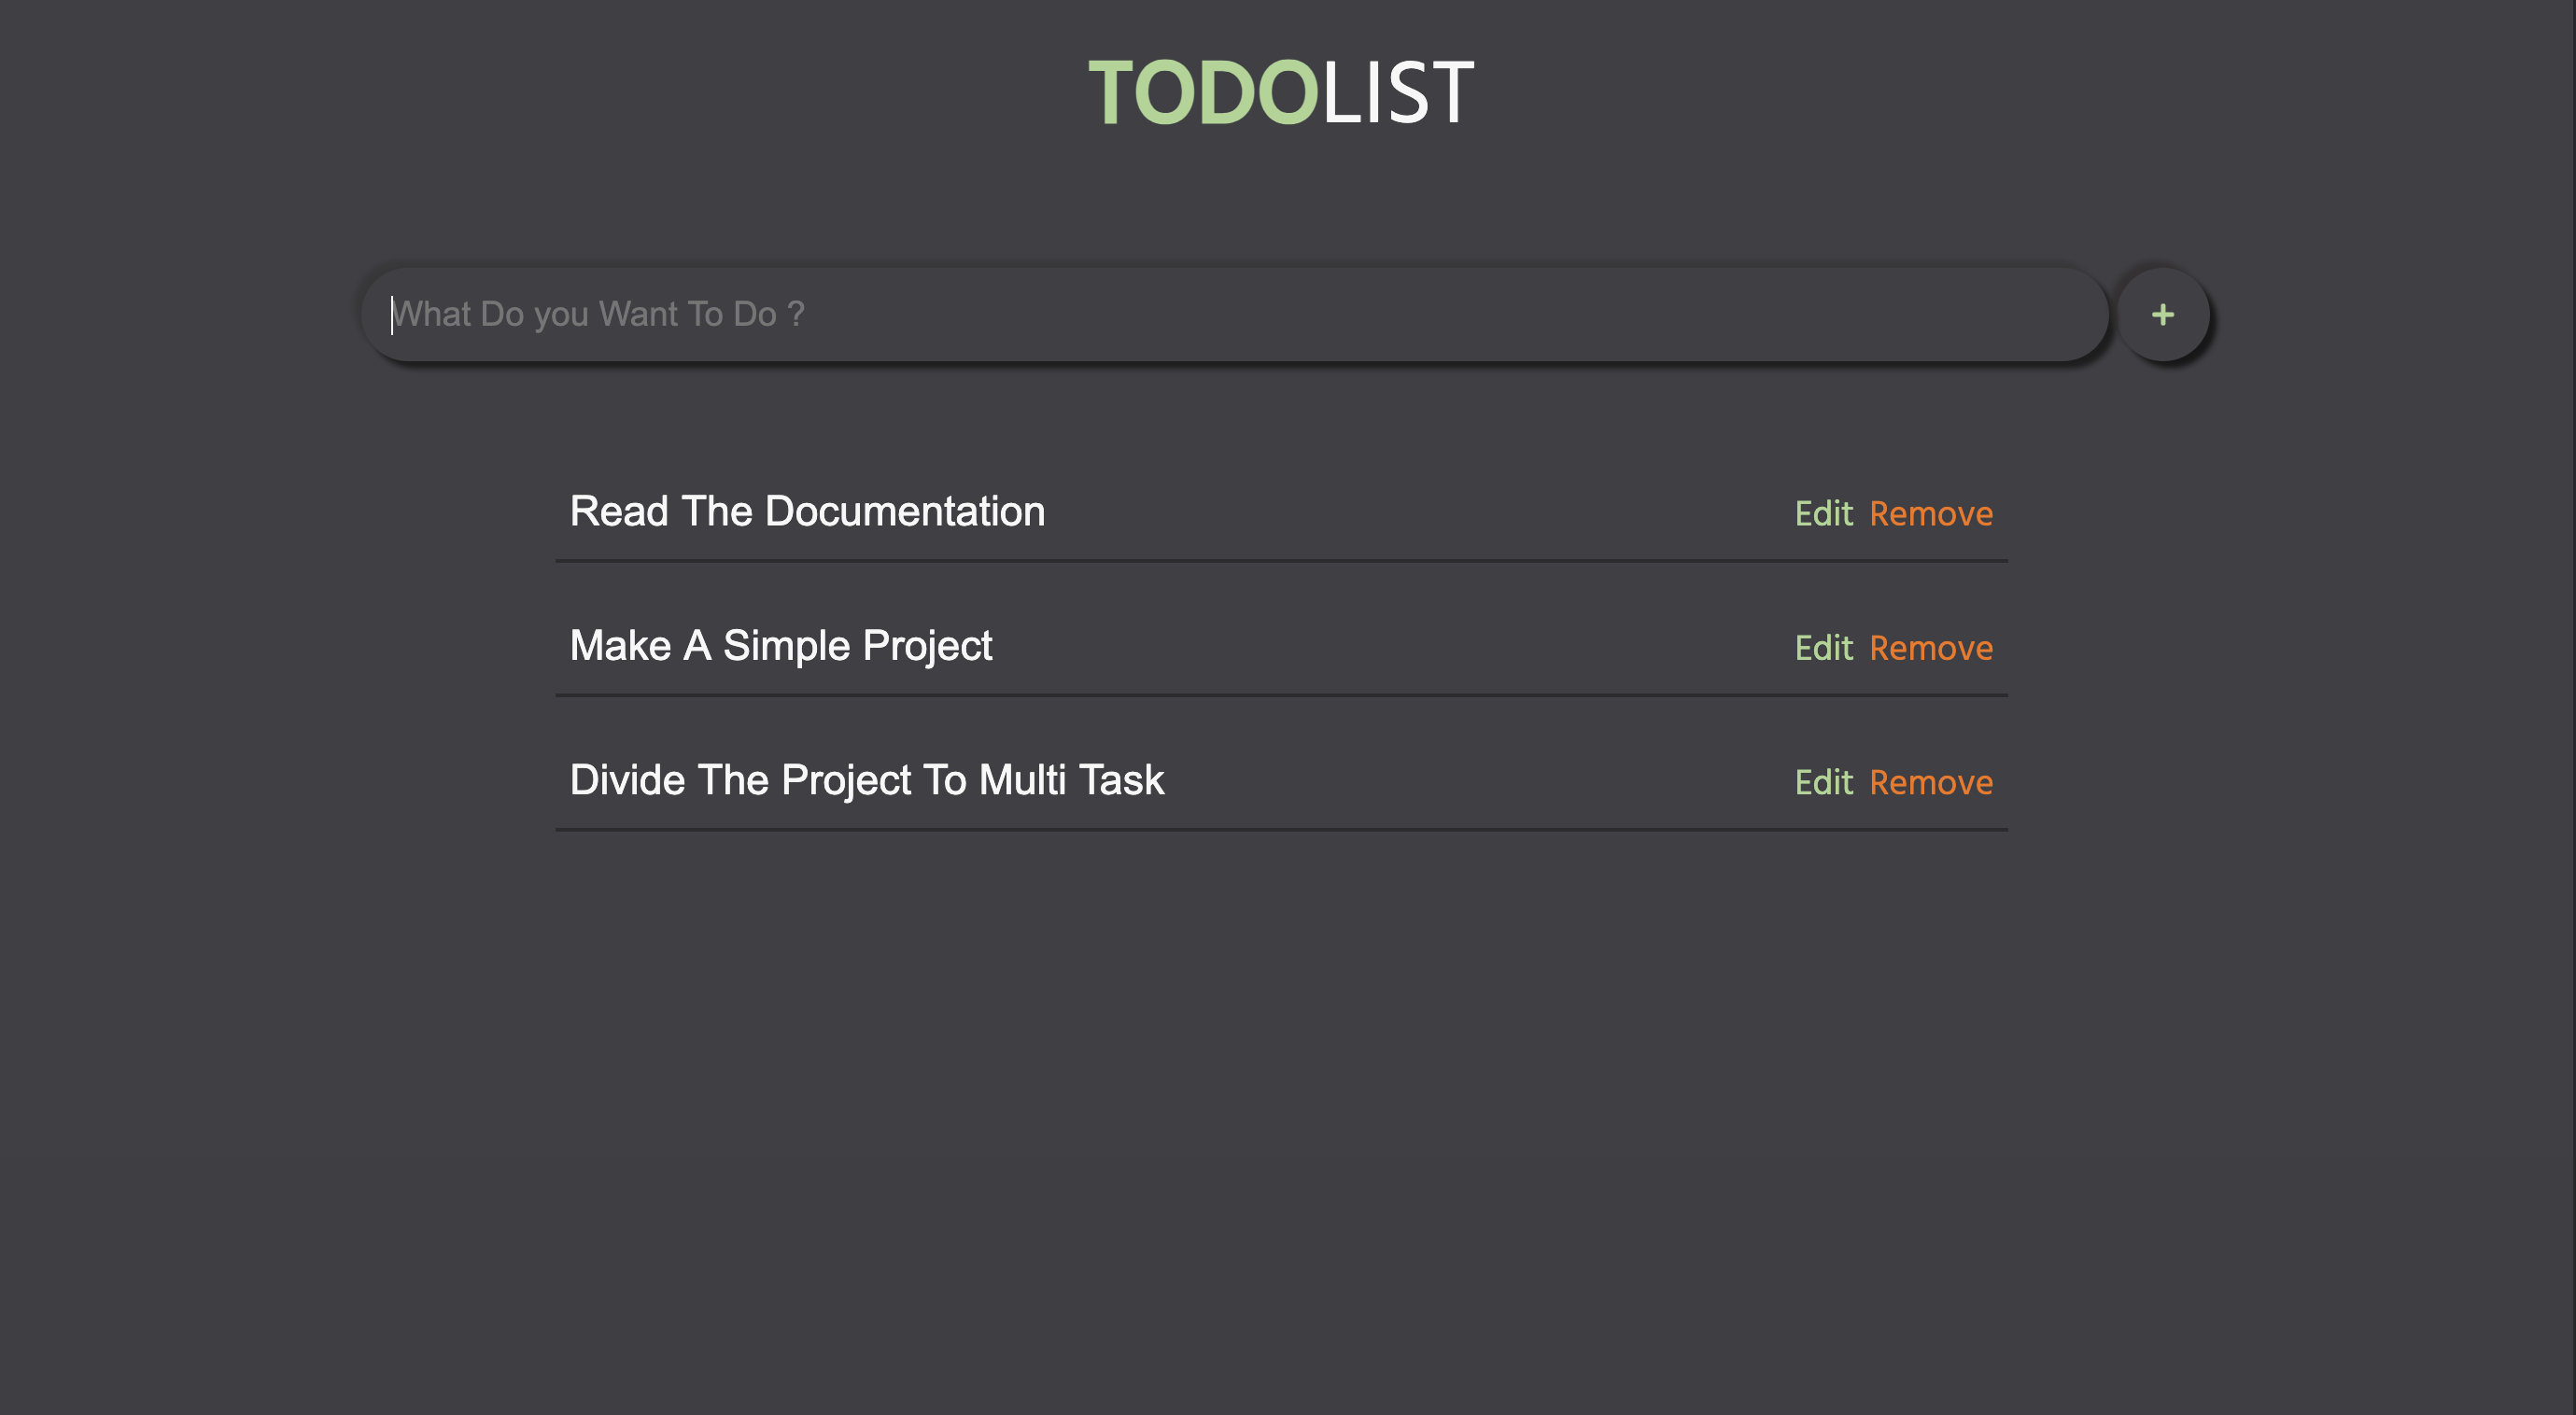 TODOLIST
What Do you Want To Do ?
+
Read The Documentation Edit Remove
Make A Simple Project Edit Remove
Divide The Project To Multi Task Edit Remove